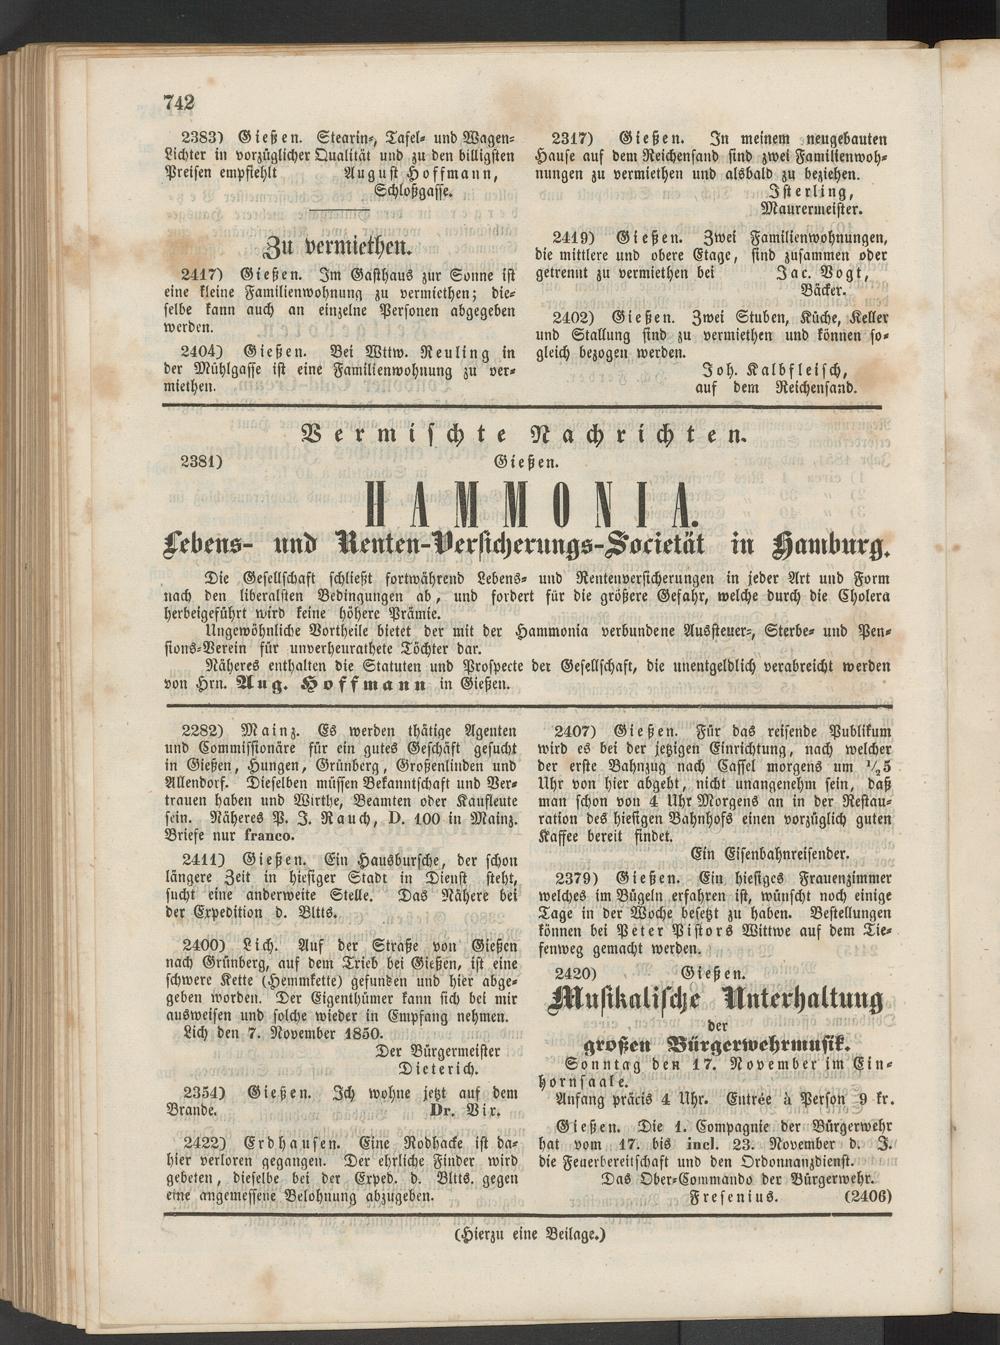 742
2383) Gießen. Stearin-, Tafel- und Wagen-
Lichter in vorzüglicher Qualität und zu den billigsten
Preisen empfiehlt August Hoffmann,
Schloßgasse.
Zu vermiethen.
2417) Gießen. Im Gasthaus zur Sonne ist
eine kleine Familienwohnung zu vermiethen; die-
selbe kann auch an einzelne Personen abgegeben
werden.
2404) Gießen. Bei Wttw. Reuling in
der Mühlgasse ist eine Familienwohnung zu ver-
miethen.
2317) Gießen. In meinem neugebauten
Hause auf dem Reichensand sind zwei Familienwoh-
nungen zu vermiethen und alsbald zu beziehen.
Isterling,
Maurermeister.
2419) Gießen. Zwei Familienwohnungen,
die mittlere und obere Etage, sind zusammen oder
getrennt zu vermiethen bei Jac. Vogt,
Bäcker.
2402) Gießen. Zwei Stuben, Küche, Keller
und Stallung sind zu vermiethen und können so-
gleich bezogen werden.
Joh. Kalbfleisch,
auf dem Reichensand.
Vermischte Nachrichten.
2381) Gießen.
HAMMONIA.
Lebens- und Renten-Versicherungs-Societät in Hamburg.
Die Gesellschaft schließt fortwährend Lebens- und Rentenversicherungen in jeder Art und Form
nach den liberalsten Bedingungen ab, und fordert für die größere Gefahr, welche durch die Cholera
herbeigeführt wird keine höhere Prämie.
Ungewöhnliche Vortheile bietet der mit der Hammonia verbundene Aussteuer-, Sterbe- und Pen-
sions-Verein für unverheurathete Töchter dar.
Näheres enthalten die Statuten und Prospecte der Gesellschaft, die unentgeldlich verabreicht werden
von Hrn. Aug. Hoffmann in Gießen.
2282) Mainz. Es werden thätige Agenten
und Commissionäre für ein gutes Geschäft gesucht
in Gießen, Hungen, Grünberg, Großenlinden und
Allendorf. Dieselben müssen Bekanntschaft und Ver-
trauen haben und Wirthe, Beamten oder Kaufleute
sein. Näheres P. J. Rauch, D. 100 in Mainz.
Briefe nur franco.
2411) Gießen. Ein Hausbursche, der schon
längere Zeit in hiesiger Stadt in Dienst steht,
sucht eine anderweite Stelle. Das Nähere bei
der Expedition d. Bltts.
2400) Lich. Auf der Straße von Gießen
nach Grünberg, auf dem Trieb bei Gießen, ist eine
schwere Kette (Hemmkette) gefunden und hier abge-
geben worden. Der Eigenthümer kann sich bei mir
ausweisen und solche wieder in Empfang nehmen.
Lich den 7. November 1850.
Der Bürgermeister
Dieterich.
2354) Gießen. Ich wohne jetzt auf dem
Brande. Dr. Vix.
2422) Erdhausen. Eine Rodhacke ist da-
hier verloren gegangen. Der ehrliche Finder wird
gebeten, dieselbe bei der Exped. d. Bltts. gegen
eine angemessene Belohnung abzugeben.
2407) Gießen. Für das reisende Publikum
wird es bei der jetzigen Einrichtung, nach welcher
der erste Bahnzug nach Cassel morgens um ½5
Uhr von hier abgeht, nicht unangenehm sein, daß
man schon von 4 Uhr Morgens an in der Restau-
ration des hiesigen Bahnhofs einen vorzüglich guten
Kaffee bereit findet.
Ein Eisenbahnreisender.
2379) Gießen. Ein hiesiges Frauenzimmer
welches im Bügeln erfahren ist, wünscht noch einige
Tage in der Woche besetzt zu haben. Bestellungen
können bei Peter Pistors Wittwe auf dem Tie-
fenweg gemacht werden.
2420) Gießen.
Musikalische Unterhaltung
der
großen Bürgerwehrmusik.
Sonntag den 17. November im Ein-
hornsaale.
Anfang präcis 4 Uhr. Entrée à Person 9 kr.
Gießen. Die 1. Compagnie der Bürgerwehr
hat vom 17. bis incl. 23. November d. J.
die Feuerbereitschaft und den Ordonnanzdienst.
Das Ober-Commando der Bürgerwehr.
Fresenius. (2406)
(Hierzu eine Beilage.)